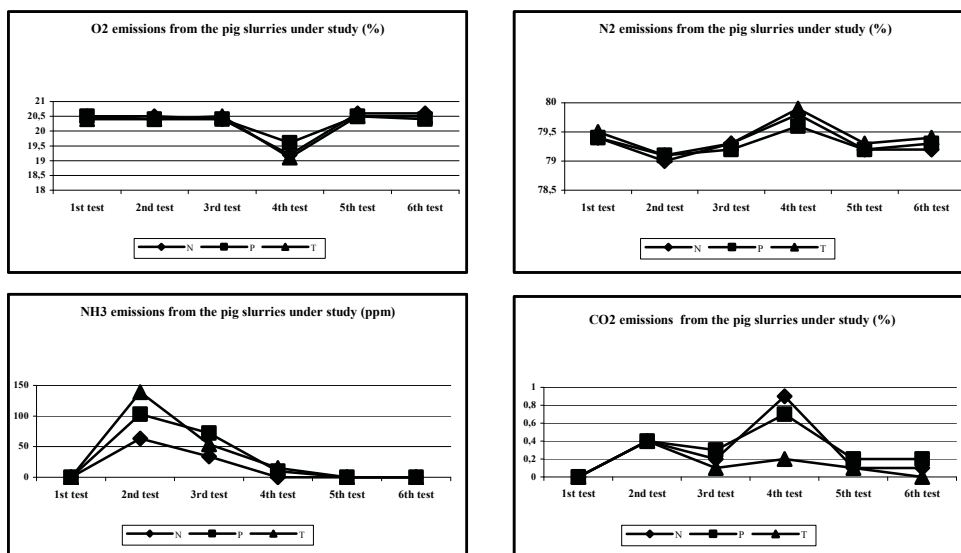 O2 emissions from the pig slurries under study (%)
21
20,5
20
19,5
19
18,5
18
1st test 2nd test 3rd test 4th test 5th test 6th test
N P T
N2 emissions from the pig slurries under study (%)
80
79,5
79
78,5
1st test 2nd test 3rd test 4th test 5th test 6th test
N P T
NH3 emissions from the pig slurries under study (ppm)
150
100
50
0
1st test 2nd test 3rd test 4th test 5th test 6th test
N P T
CO2 emissions from the pig slurries under study (%)
1
0,8
0,6
0,4
0,2
0
1st test 2nd test 3rd test 4th test 5th test 6th test
N P T